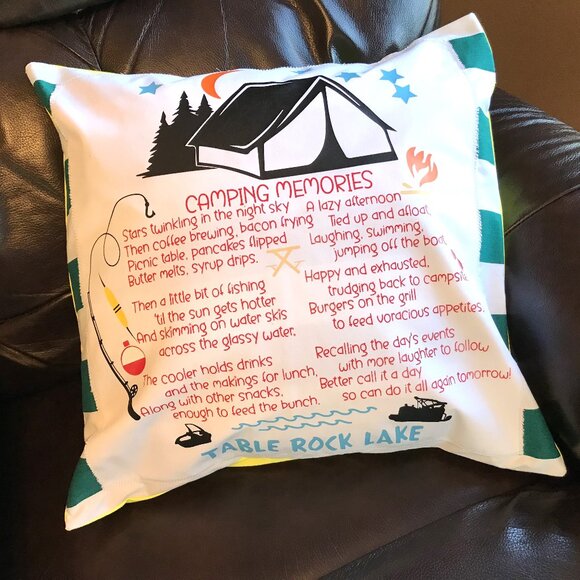 CAMPING MEMORIES
Stars twinkling in the night sky
Then coffee brewing, bacon frying
Picnic table, pancakes flipped
Butter melts, syrup drips.
Then a little bit of fishing
'til the sun gets hotter
And skimming on water skis
across the glassy water.
The cooler holds drinks
and the makings for lunch,
Along with other snacks,
enough to feed the bunch.
A lazy afternoon
Tied up and afloat,
Laughing, swimming,
jumping off the boat
Happy and exhausted,
trudging back to campsite
Burgers on the grill
to feed voracious appetites.
Recalling the day's events
with more laughter to follow
Better call it a day
so can do it all again tomorrow!
TABLE ROCK LAKE